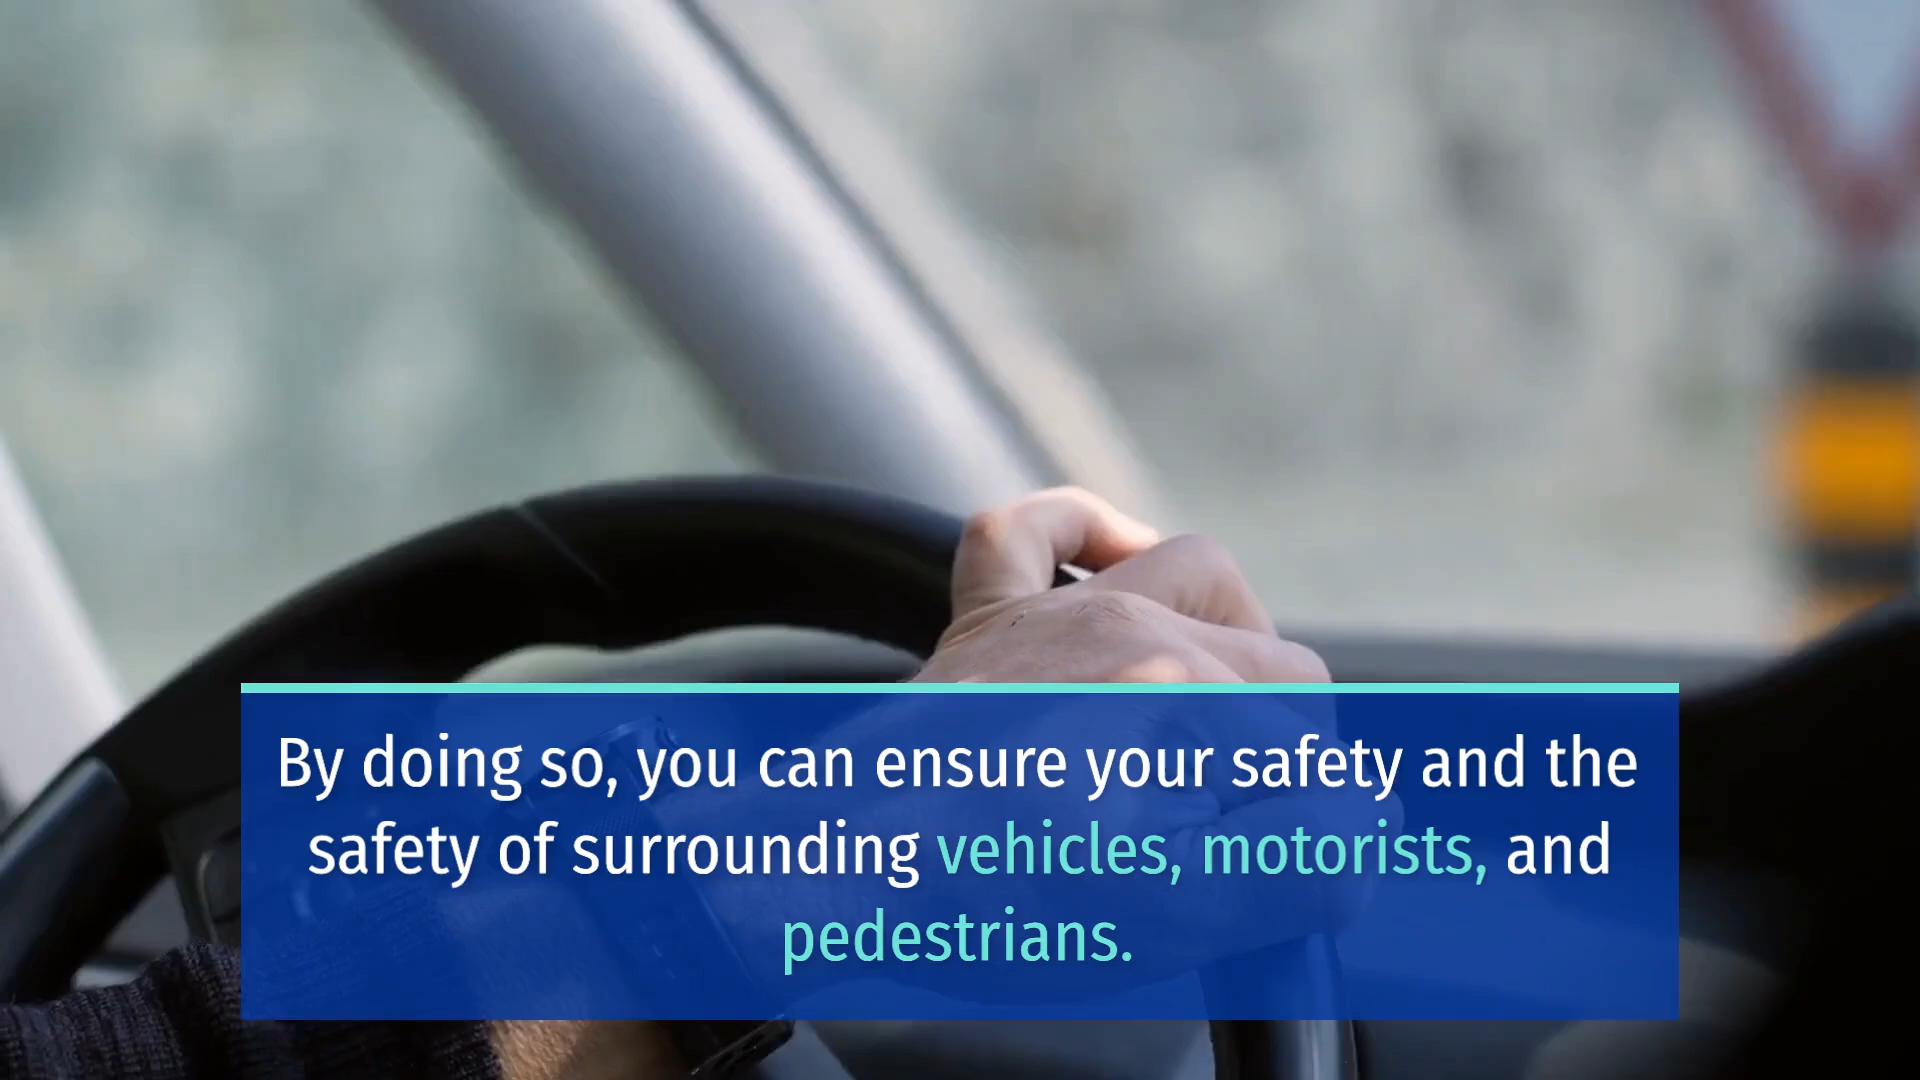 By doing so, you can ensure your safety and the
safety of surrounding vehicles, motorists, and
pedestrians.